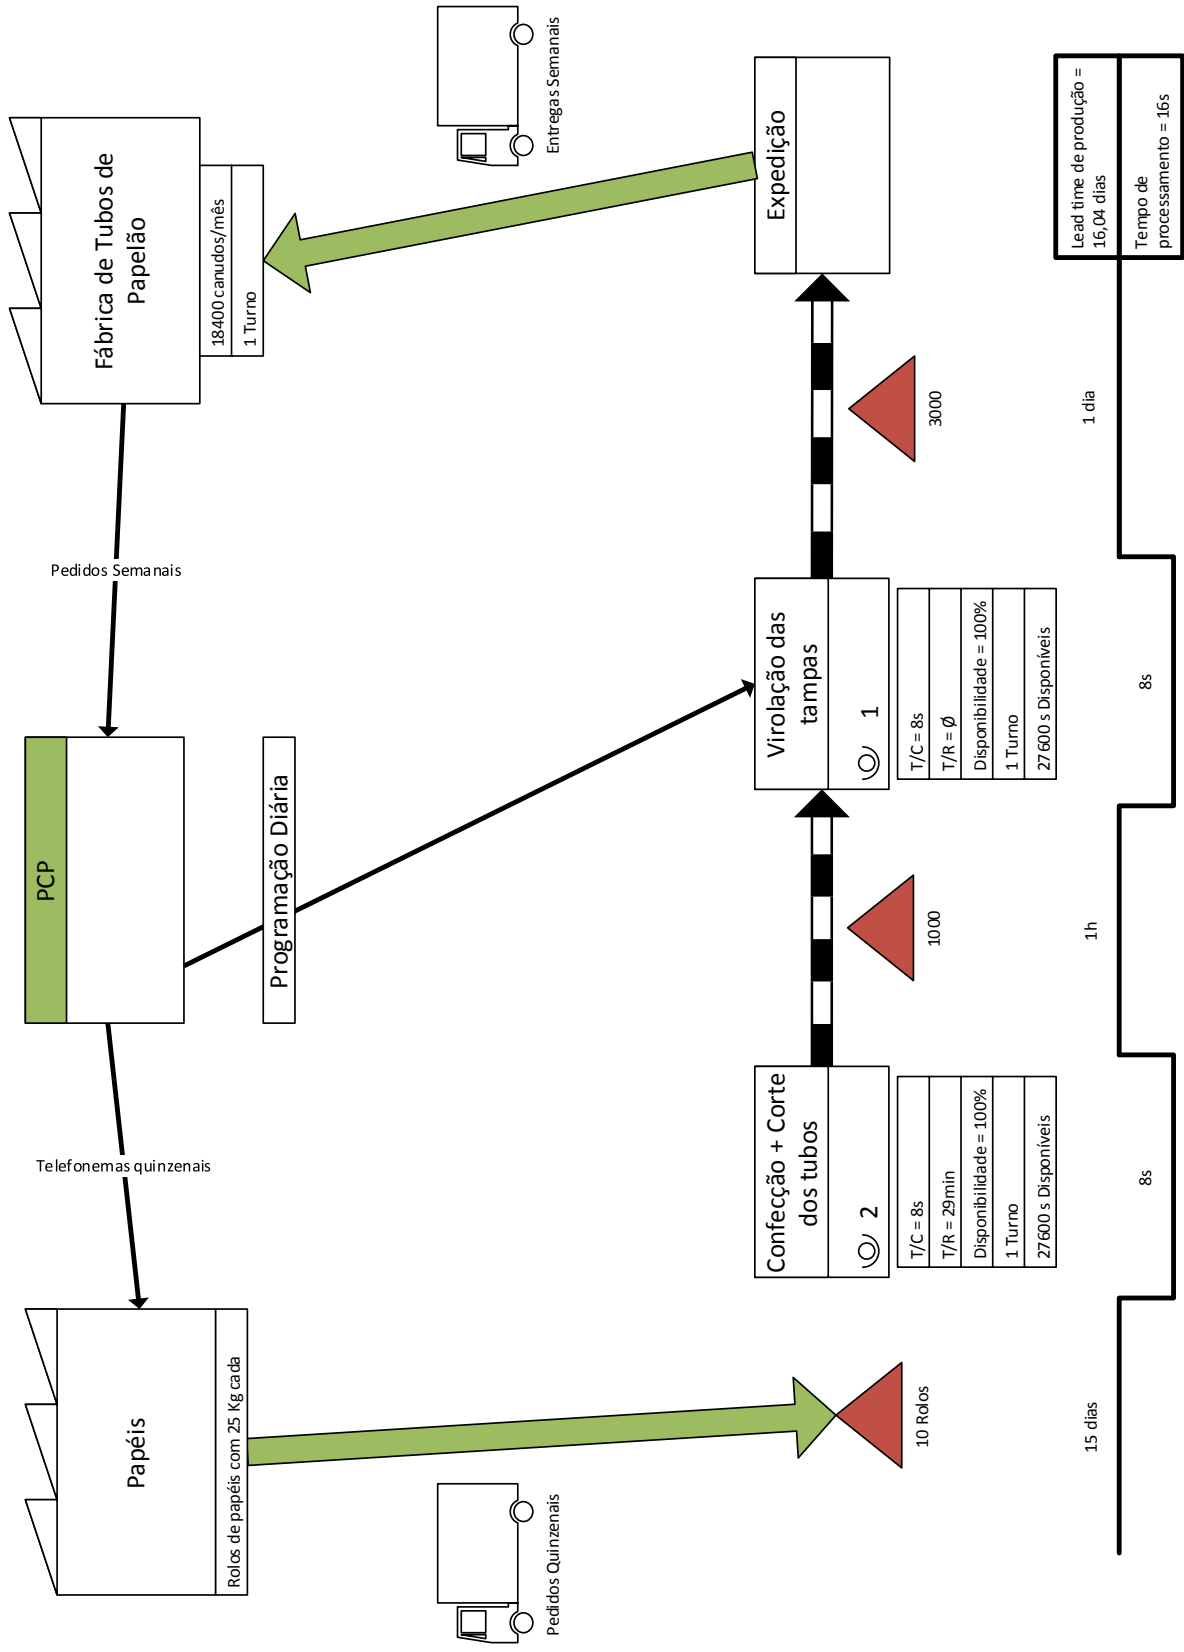 Papéis
Rolos de papéis com 25 Kg cada
Telefonemas quinzenais
PCP
Pedidos Semanais
Fábrica de Tubos de
Papelão
18400 canudos/mês
1 Turno
Programação Diária
Pedidos Quinzenais
Entregas Semanais
10 Rolos
Confecção + Corte
dos tubos
2
T/C = 8s
T/R = 29min
Disponibilidade = 100%
1 Turno
27600 s Disponíveis
1000
Virolação das
tampas
1
T/C = 8s
T/R = Ø
Disponibilidade = 100%
1 Turno
27600 s Disponíveis
3000
Expedição
15 dias
8s
1h
8s
1 dia
Lead time de produção =
16,04 dias
Tempo de
processamento = 16s